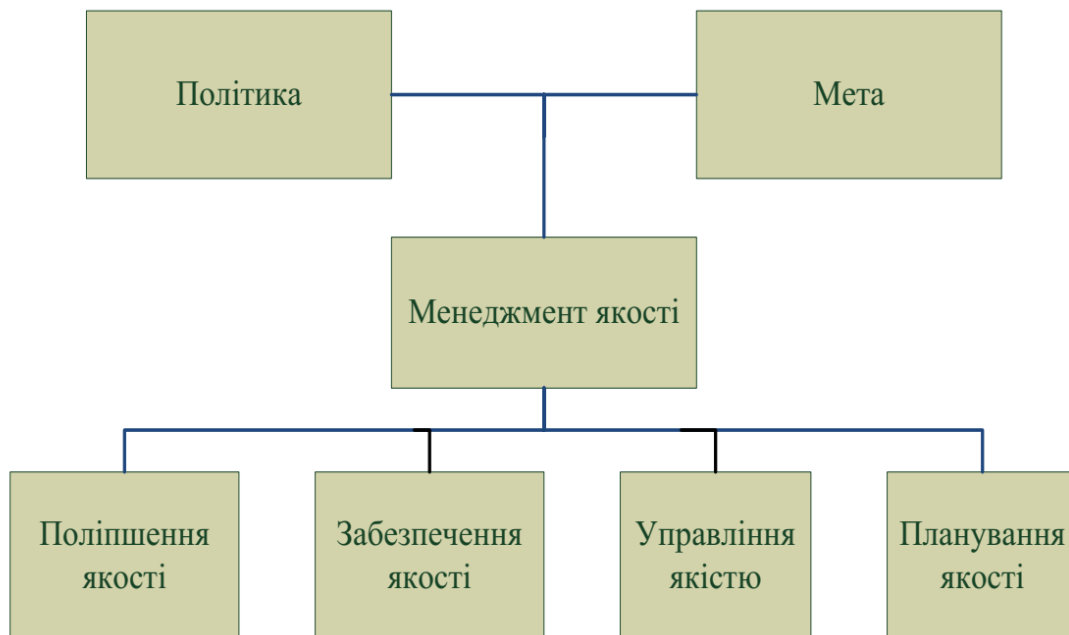 Політика
Мета
Менеджмент якості
Поліпшення
якості
Забезпечення
якості
Управління
якістю
Планування
якості